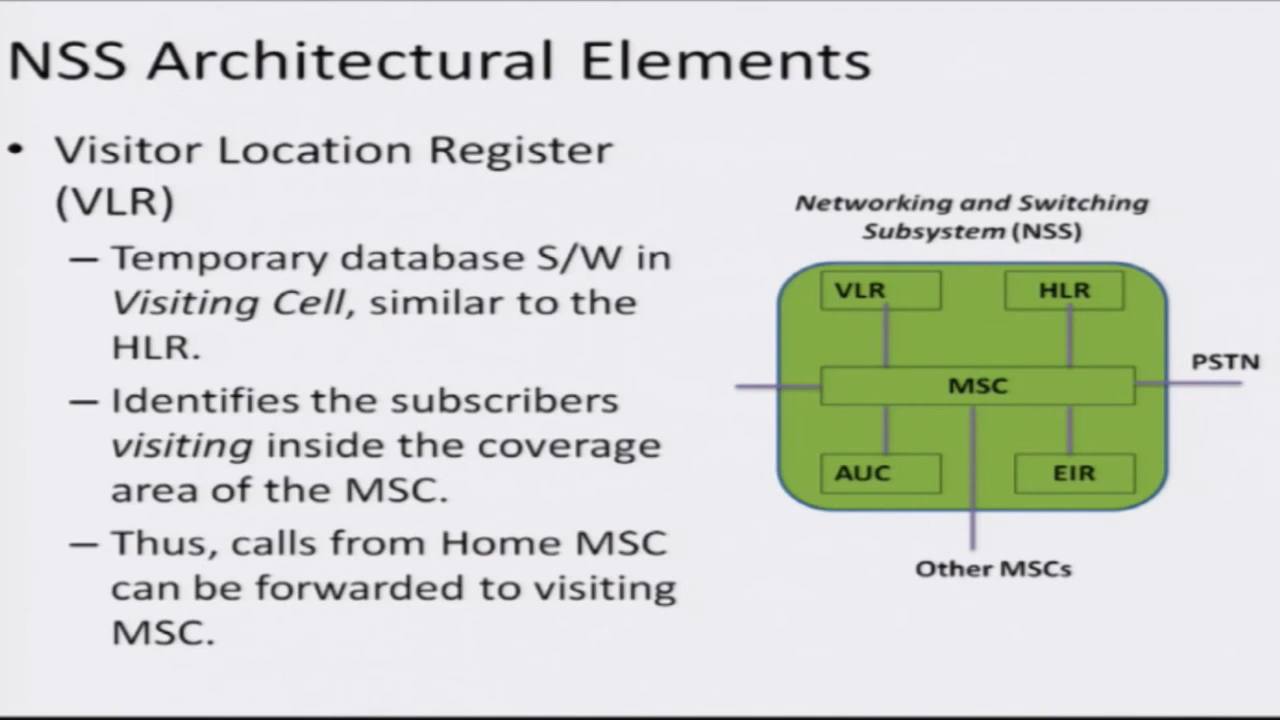 NSS Architectural Elements
• Visitor Location Register
(VLR)
– Temporary database S/W in
Visiting Cell, similar to the
HLR.
– Identifies the subscribers
visiting inside the coverage
area of the MSC.
– Thus, calls from Home MSC
can be forwarded to visiting
MSC.
Networking and Switching
Subsystem (NSS)
VLR
HLR
PSTN
MSC
AUC
EIR
Other MSCs